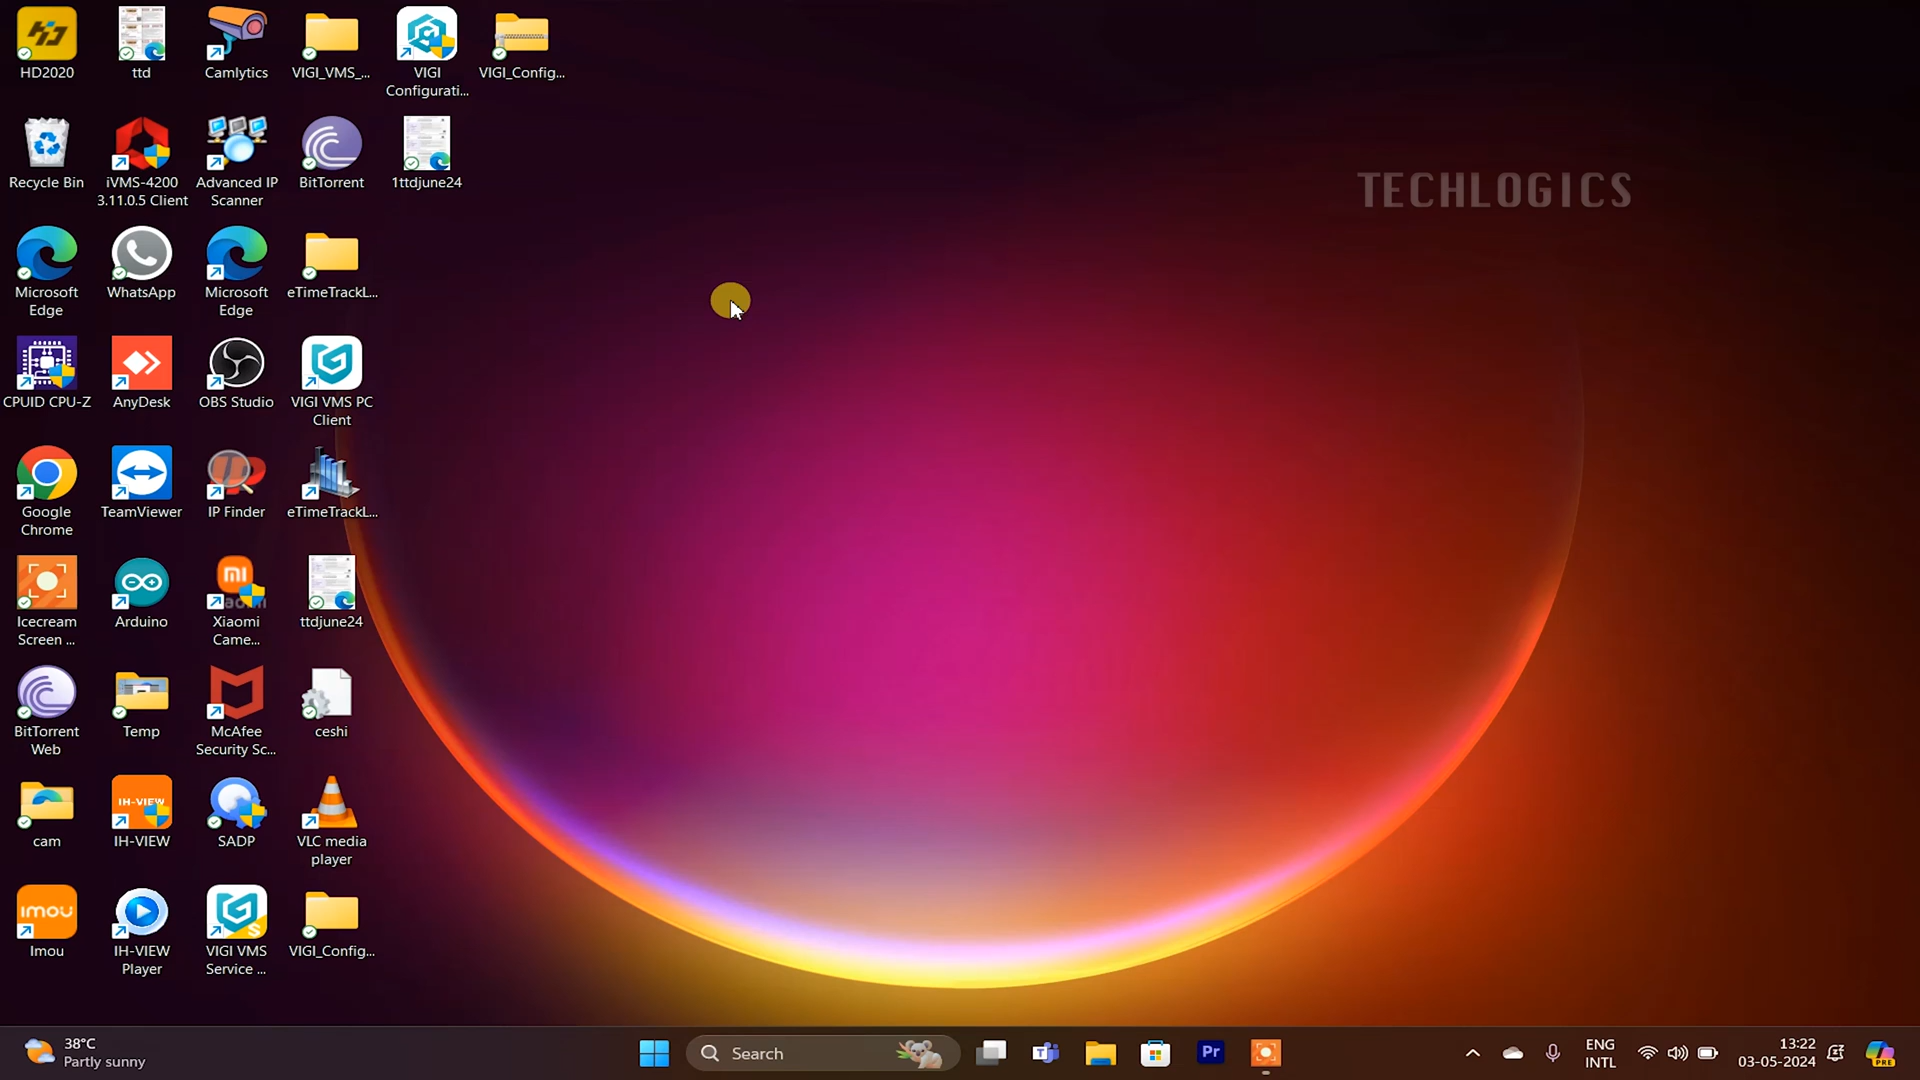 HD2020
ttd
Camlytics
VIGI_VMS_...
VIGI
Configurati...
VIGI_Config...
Recycle Bin
iVMS-4200
3.11.0.5 Client
Advanced IP
Scanner
BitTorrent
1ttdjune24
TECHLOGICS
Microsoft
Edge
WhatsApp
Microsoft
Edge
eTimeTrackL...
CPUID CPU-Z
AnyDesk
OBS Studio
VIGI VMS PC
Client
Google
Chrome
TeamViewer
IP Finder
eTimeTrackL...
Icecream
Screen ...
Arduino
Xiaomi
Came...
ttdjune24
BitTorrent
Web
Temp
McAfee
Security Sc...
ceshi
cam
IH-VIEW
IH-VIEW
SADP
VLC media
player
imou
Imou
IH-VIEW
Player
VIGI VMS
Service ...
VIGI_Config...
38°C
Partly sunny
Search
Pr
ENG
INTL
13:22
03-05-2024
PRE